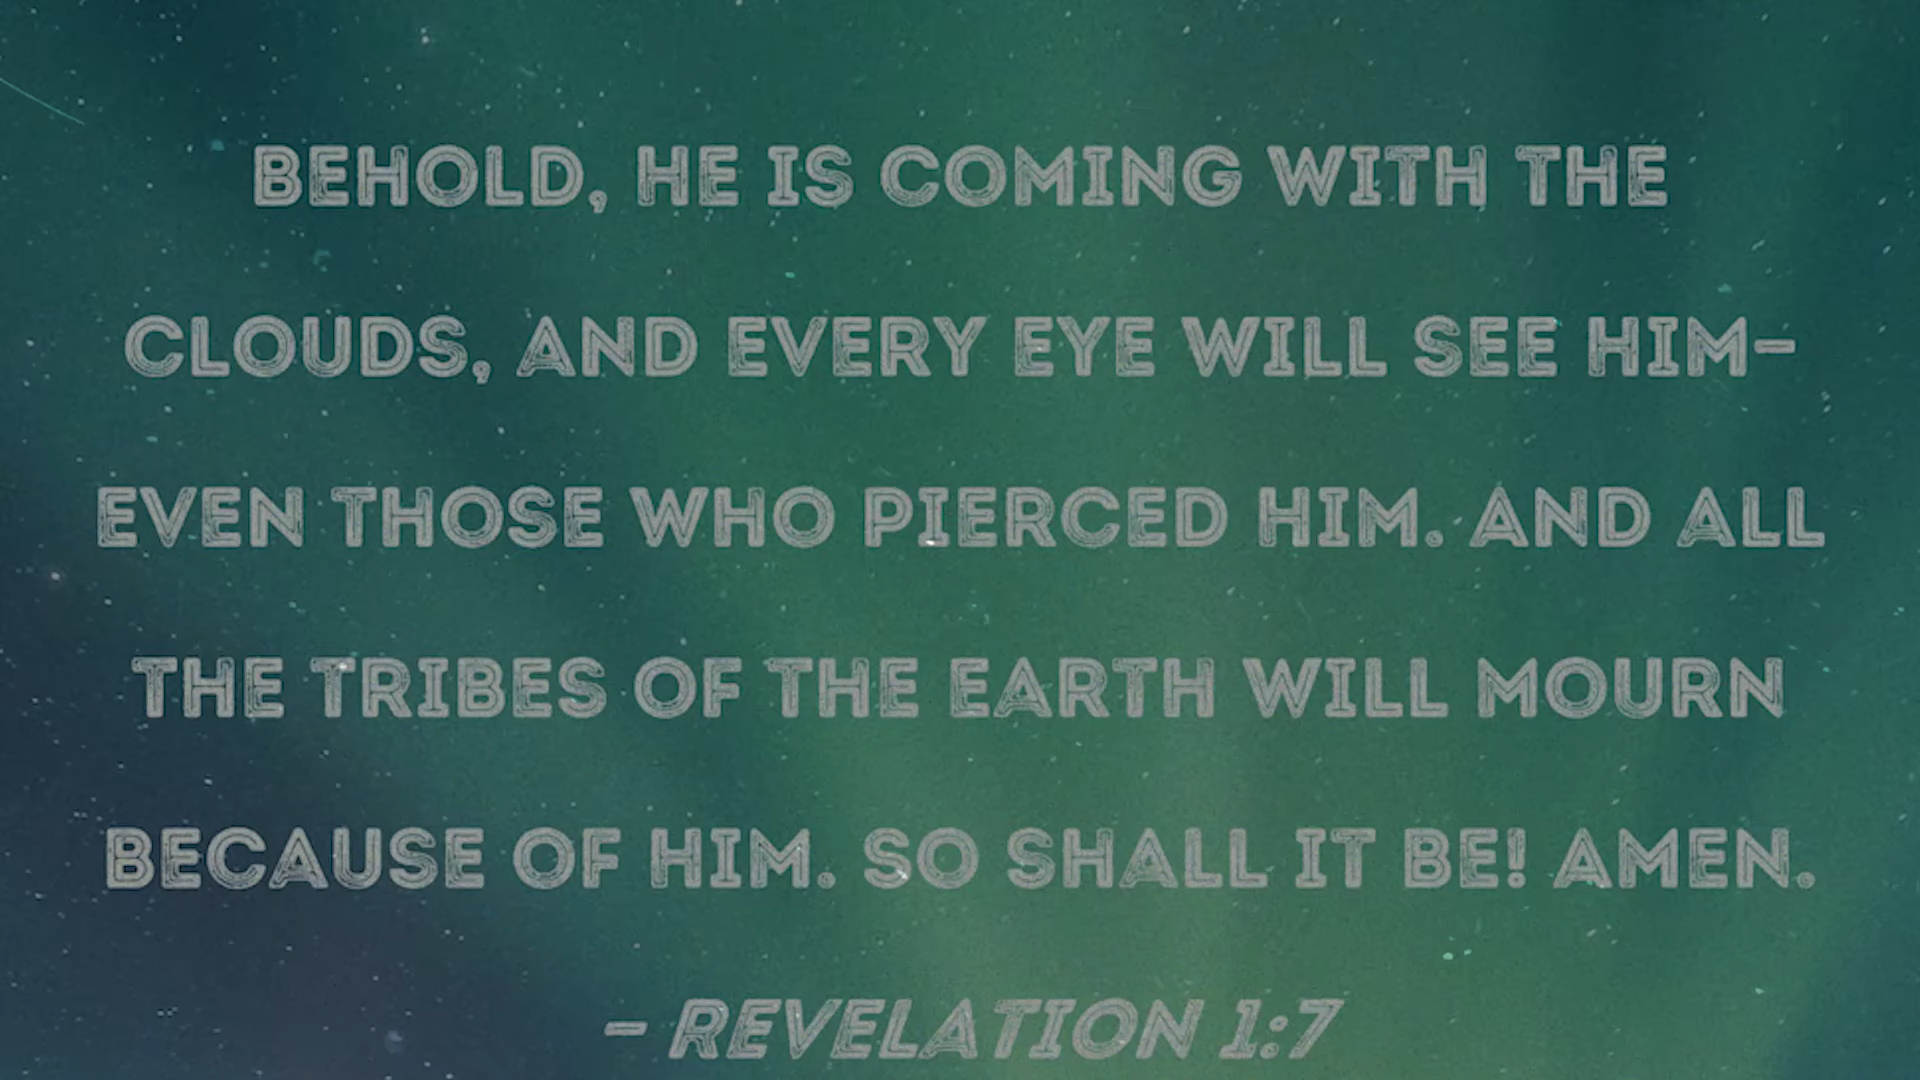 BEHOLD, HE IS COMING WITH THE
CLOUDS, AND EVERY EYE WILL SEE HIM–
EVEN THOSE WHO PIERCED HIM. AND ALL
THE TRIBES OF THE EARTH WILL MOURN
BECAUSE OF HIM. SO SHALL IT BE! AMEN.
– REVELATION 1:7